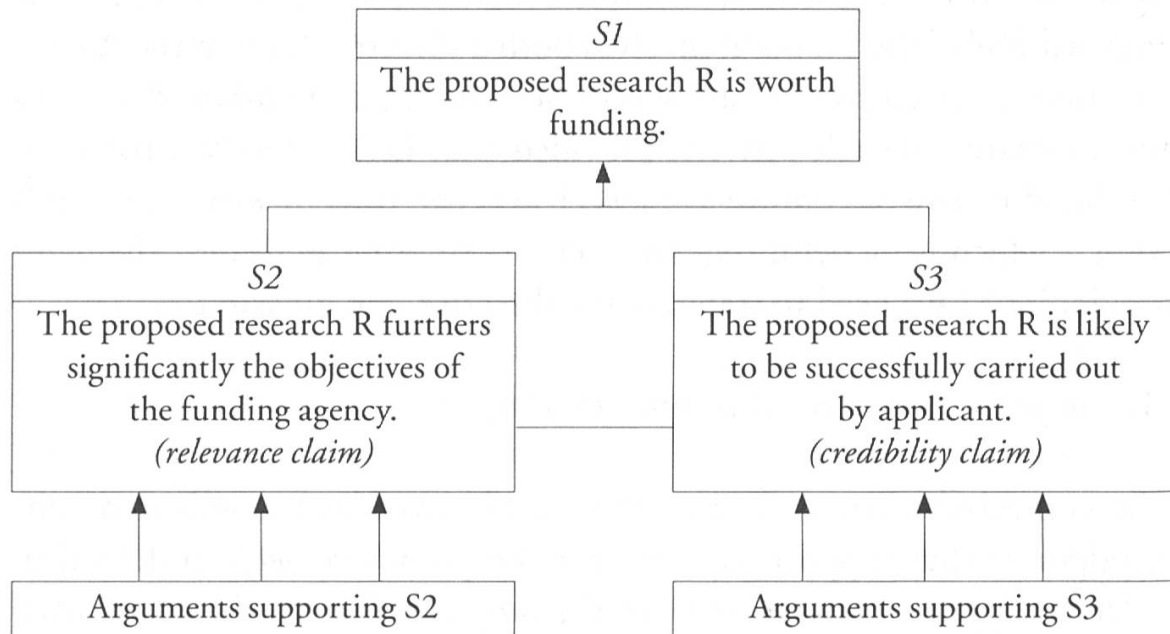 S1
The proposed research R is worth
funding.
S2
The proposed research R furthers
significantly the objectives of
the funding agency.
(relevance claim)
S3
The proposed research R is likely
to be successfully carried out
by applicant.
(credibility claim)
Arguments supporting S2
Arguments supporting S3